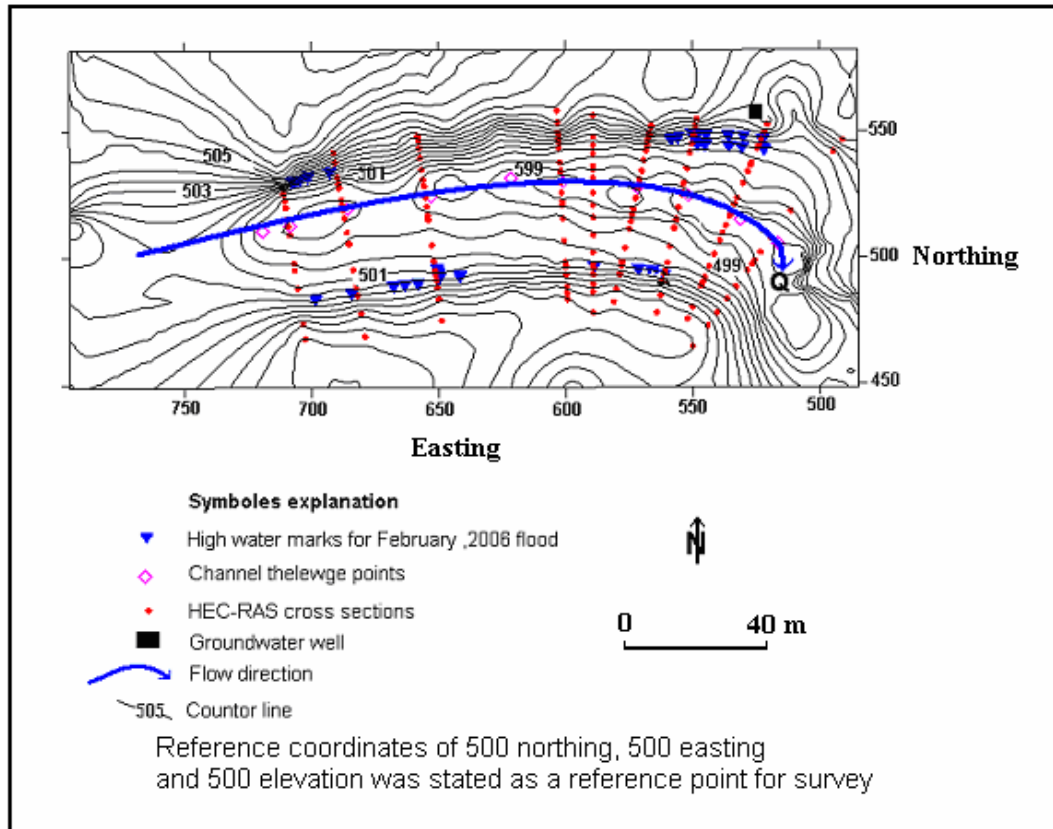 550
505
501
599
503
500
Northing
501
499
Q
450
750
700
650
600
550
500
Easting
Symboles explanation
High water marks for February ,2006 flood
Channel thelewge points
HEC-RAS cross sections
Groundwater well
Flow direction
505 Countor line
N
0 40 m
Reference coordinates of 500 northing, 500 easting
and 500 elevation was stated as a reference point for survey